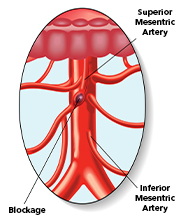 Superior
Mesentric
Artery
Inferior
Mesentric
Artery
Blockage